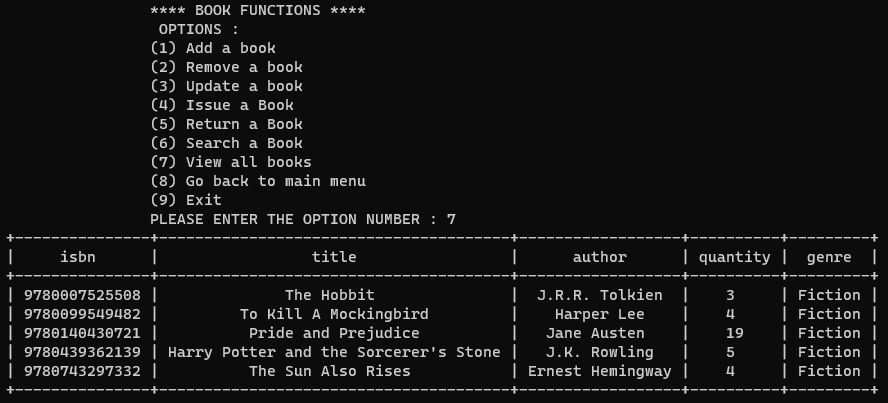 **** BOOK FUNCTIONS ****
OPTIONS :
(1) Add a book
(2) Remove a book
(3) Update a book
(4) Issue a Book
(5) Return a Book
(6) Search a Book
(7) View all books
(8) Go back to main menu
(9) Exit
PLEASE ENTER THE OPTION NUMBER : 7
+---------------+---------------------------------------+------------------+----------+---------+
|     isbn      |                 title                 |      author      | quantity |  genre  |
+---------------+---------------------------------------+------------------+----------+---------+
| 9780007525508 |              The Hobbit               |  J.R.R. Tolkien  |    3     | Fiction |
| 9780099549482 |         To Kill A Mockingbird         |    Harper Lee    |    4     | Fiction |
| 9780140430721 |          Pride and Prejudice          |   Jane Austen    |    19    | Fiction |
| 9780439362139 | Harry Potter and the Sorcerer's Stone |   J.K. Rowling   |    5     | Fiction |
| 9780743297332 |          The Sun Also Rises           | Ernest Hemingway |    4     | Fiction |
+---------------+---------------------------------------+------------------+----------+---------+